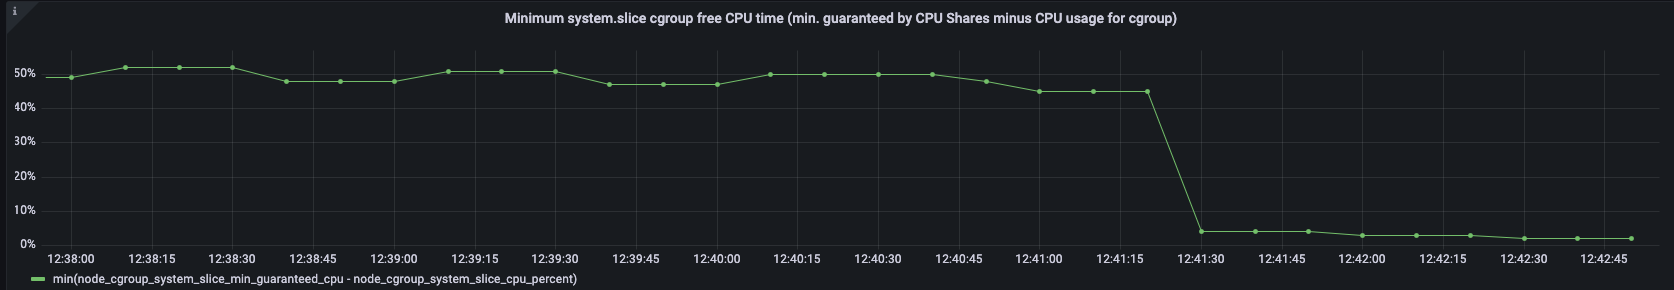 i
Minimum system.slice cgroup free CPU time (min. guaranteed by CPU Shares minus CPU usage for cgroup)
50%
40%
30%
20%
10%
0%
12:38:00 12:38:15 12:38:30 12:38:45 12:39:00 12:39:15 12:39:30 12:39:45 12:40:00 12:40:15 12:40:30 12:40:45 12:41:00 12:41:15 12:41:30 12:41:45 12:42:00 12:42:15 12:42:30 12:42:45
min(node_cgroup_system_slice_min_guaranteed_cpu - node_cgroup_system_slice_cpu_percent)